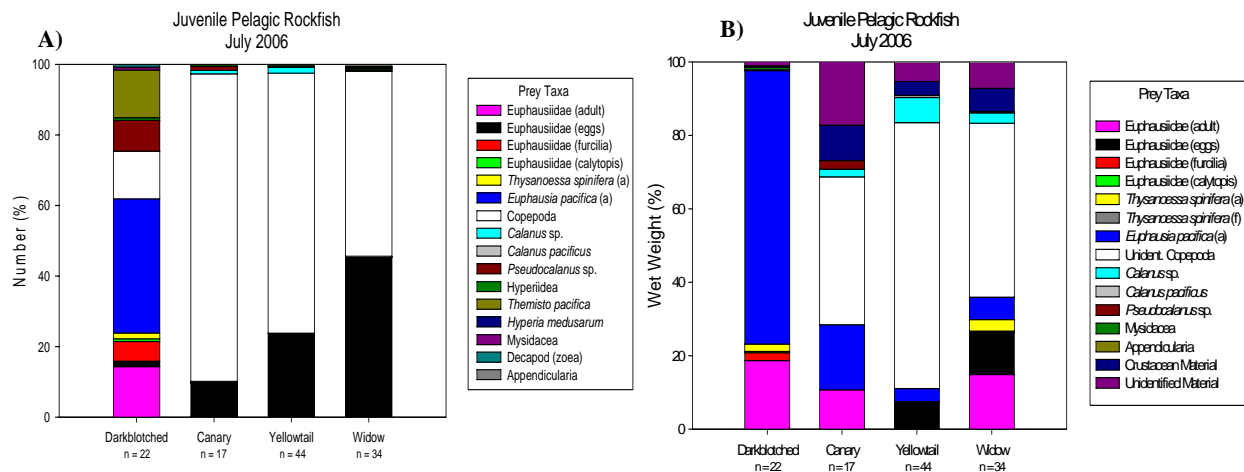 A)
Juvenile Pelagic Rockfish
July 2006
Number (%)
100
80
60
40
20
0
Darkblotched
n = 22
Canary
n = 17
Yellowtail
n = 44
Widow
n = 34
Prey Taxa
Euphausiidae (adult)
Euphausiidae (eggs)
Euphausiidae (furcilia)
Euphausiidae (calytopis)
Thysanoessa spinifera (a)
Euphausia pacifica (a)
Copepoda
Calanus sp.
Calanus pacificus
Pseudocalanus sp.
Hyperiidea
Themisto pacifica
Hyperia medusarum
Mysidacea
Decapod (zoea)
Appendicularia
B)
Juvenile Pelagic Rockfish
July 2006
Wet Weight (%)
100
80
60
40
20
0
Darkblotched
n = 22
Canary
n = 17
Yellowtail
n = 44
Widow
n = 34
Prey Taxa
Euphausiidae (adult)
Euphausiidae (eggs)
Euphausiidae (furcilia)
Euphausiidae (calytopis)
Thysanoessa spinifera (a)
Thysanoessa spinifera (f)
Euphausia pacifica (a)
Unident. Copepoda
Calanus sp.
Calanus pacificus
Pseudocalanus sp.
Mysidacea
Appendicularia
Crustacean Material
Unidentified Material